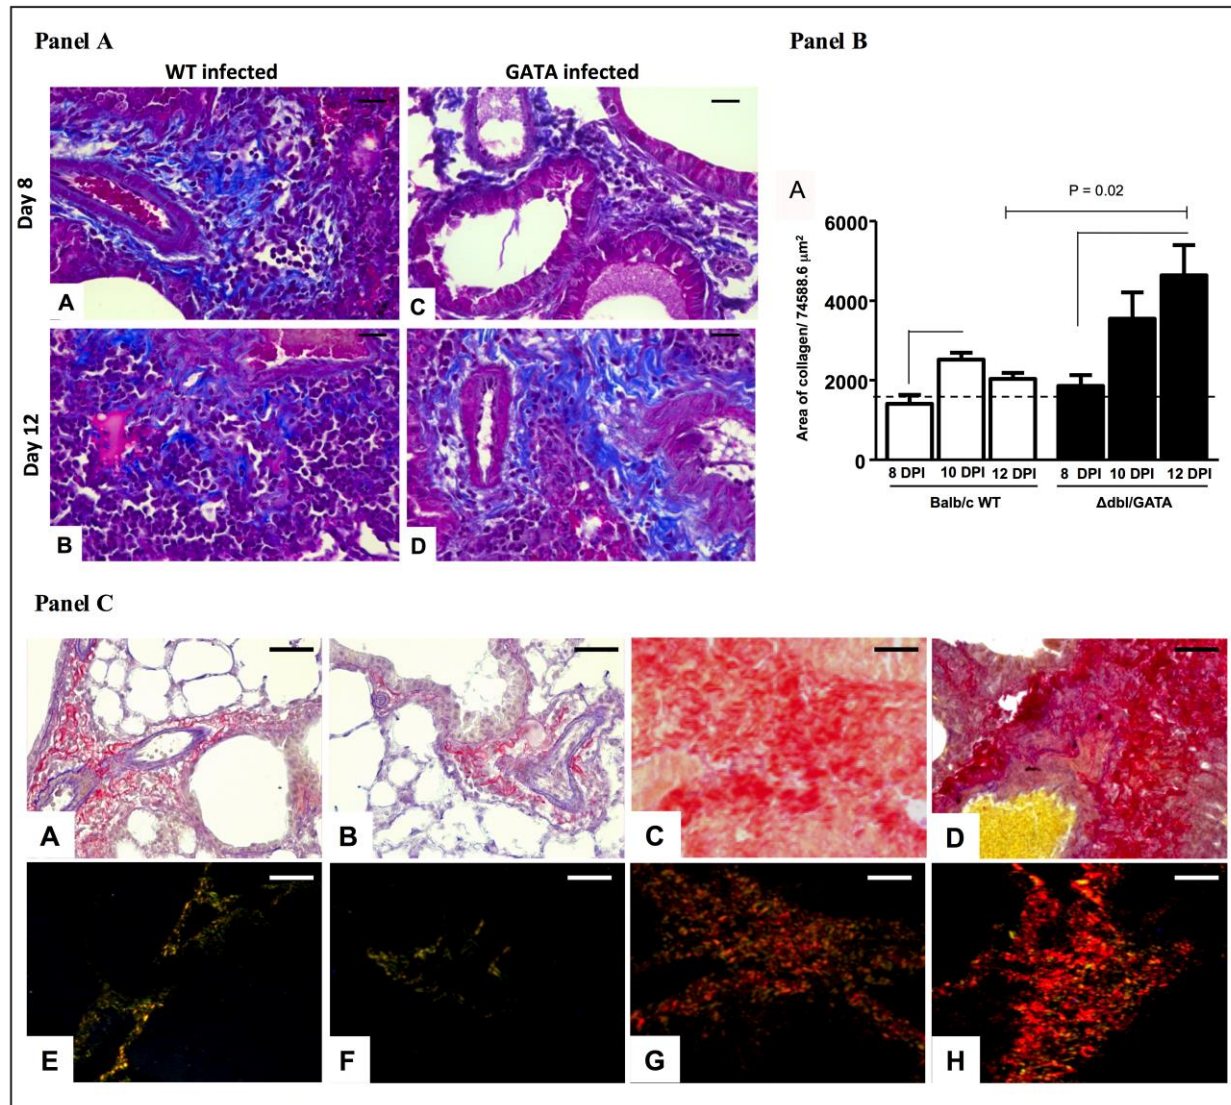 Panel A
WT infected
GATA infected
Day 8
A
C
Day 12
B
D
Panel B
A
P = 0.02
Area of collagen/ 74588.6 µm²
6000
4000
2000
0
8 DPI
10 DPI
12 DPI
8 DPI
10 DPI
12 DPI
Balb/c WT
Δdbl/GATA
Panel C
A
B
C
D
E
F
G
H